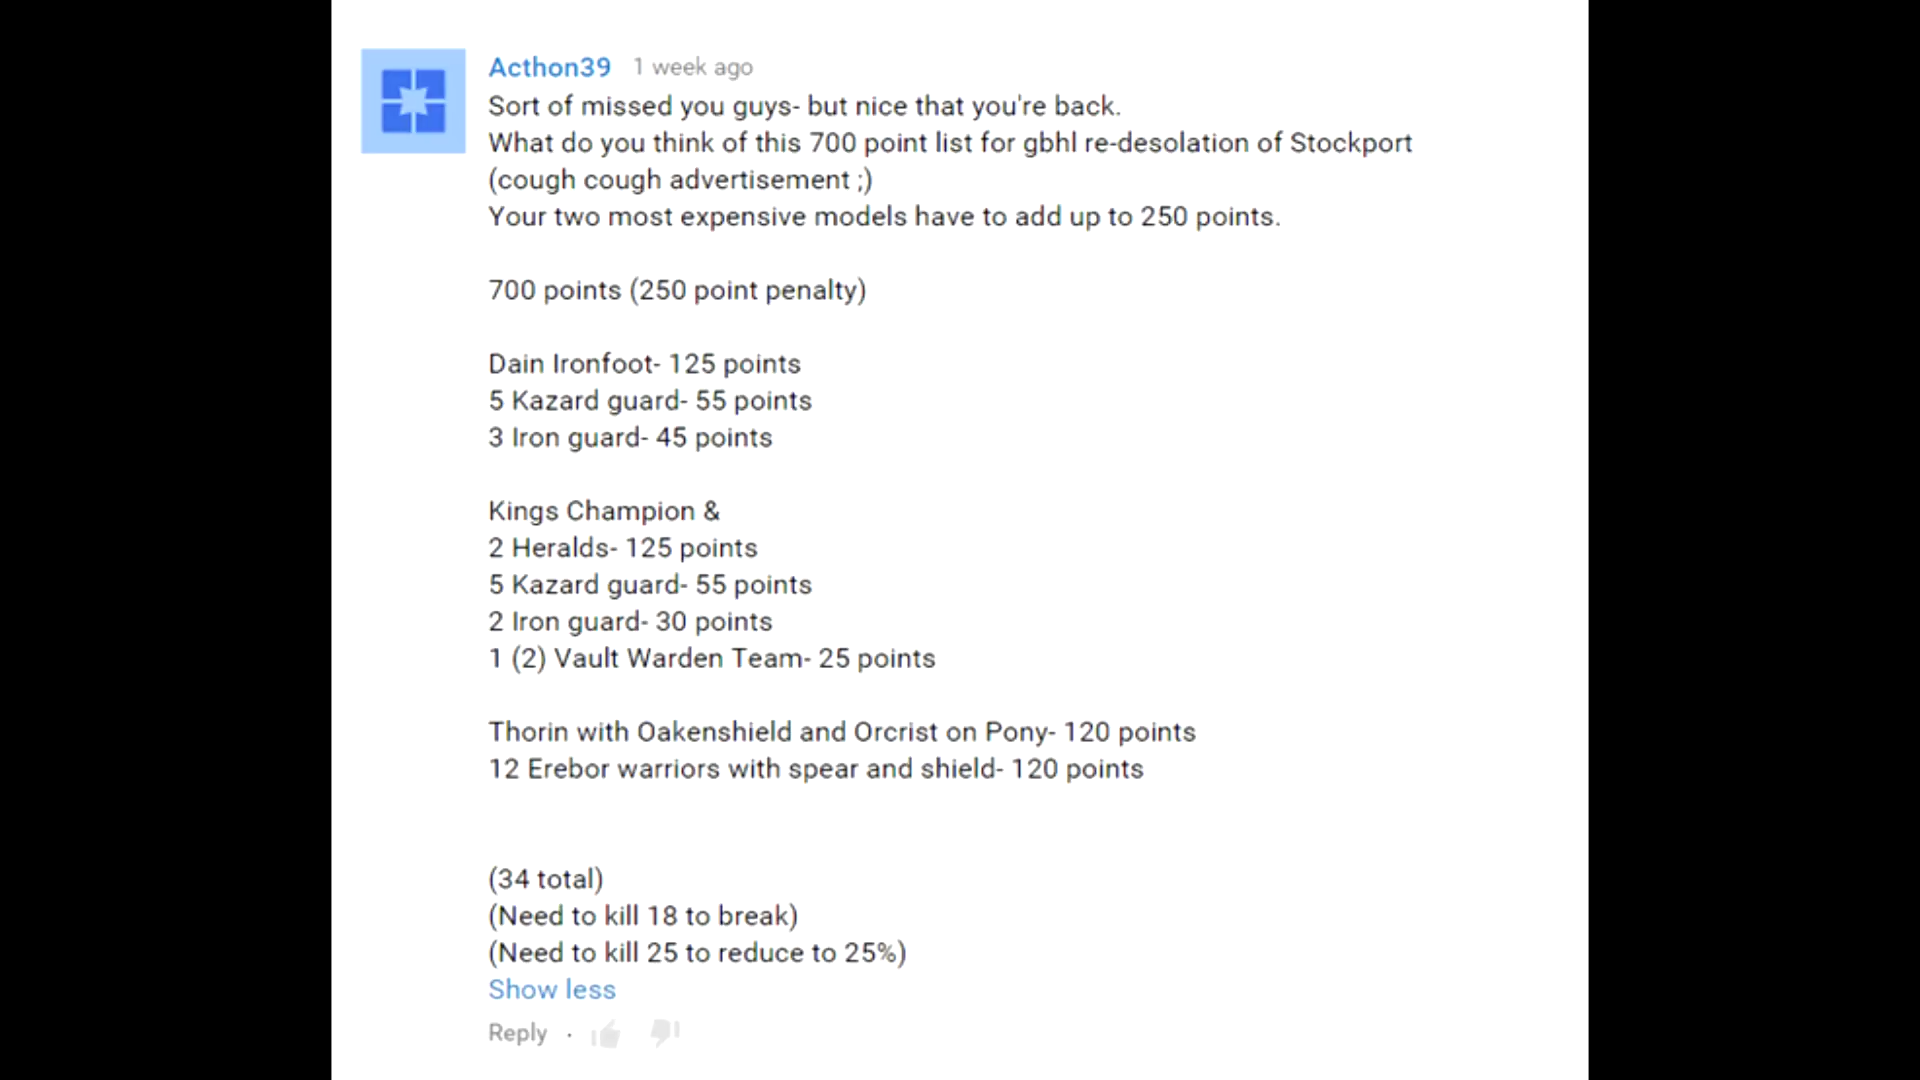 Acthon39 1 week ago
Sort of missed you guys- but nice that you're back.
What do you think of this 700 point list for gbhl re-desolation of Stockport
(cough cough advertisement ;)
Your two most expensive models have to add up to 250 points.
700 points (250 point penalty)
Dain Ironfoot- 125 points
5 Kazard guard- 55 points
3 Iron guard- 45 points
Kings Champion &
2 Heralds- 125 points
5 Kazard guard- 55 points
2 Iron guard- 30 points
1 (2) Vault Warden Team- 25 points
Thorin with Oakenshield and Orcrist on Pony- 120 points
12 Erebor warriors with spear and shield- 120 points
(34 total)
(Need to kill 18 to break)
(Need to kill 25 to reduce to 25%)
Show less
Reply ·